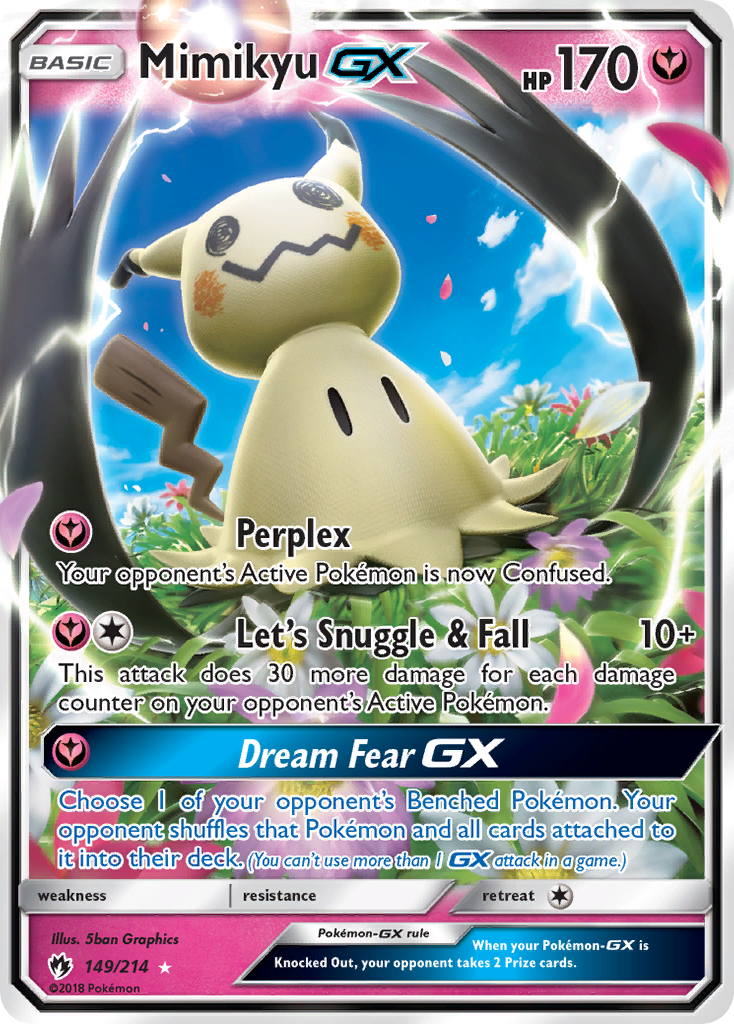 BASIC Mimikyu GX HP 170
Perplex
Your opponent's Active Pokémon is now Confused.
Let's Snuggle & Fall 10+
This attack does 30 more damage for each damage
counter on your opponent's Active Pokémon.
Dream Fear GX
Choose 1 of your opponent's Benched Pokémon. Your
opponent shuffles that Pokémon and all cards attached to
it into their deck. (You can't use more than 1 GX attack in a game.)
weakness resistance retreat
Illus. 5ban Graphics
149/214
©2018 Pokémon
Pokémon-GX rule
When your Pokémon-GX is
Knocked Out, your opponent takes 2 Prize cards.